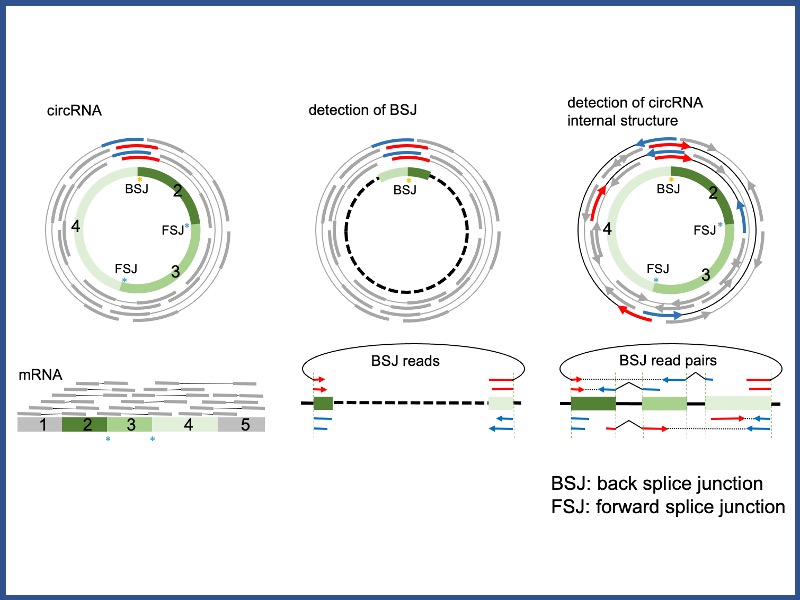 circRNA
detection of BSJ
detection of circRNA
internal structure
BSJ
*
2
FSJ*
4
FSJ
*
3
BSJ
*
BSJ
*
2
FSJ*
4
FSJ
*
3
mRNA
1 2 3 4 5
* *
BSJ reads
BSJ read pairs
BSJ: back splice junction
FSJ: forward splice junction